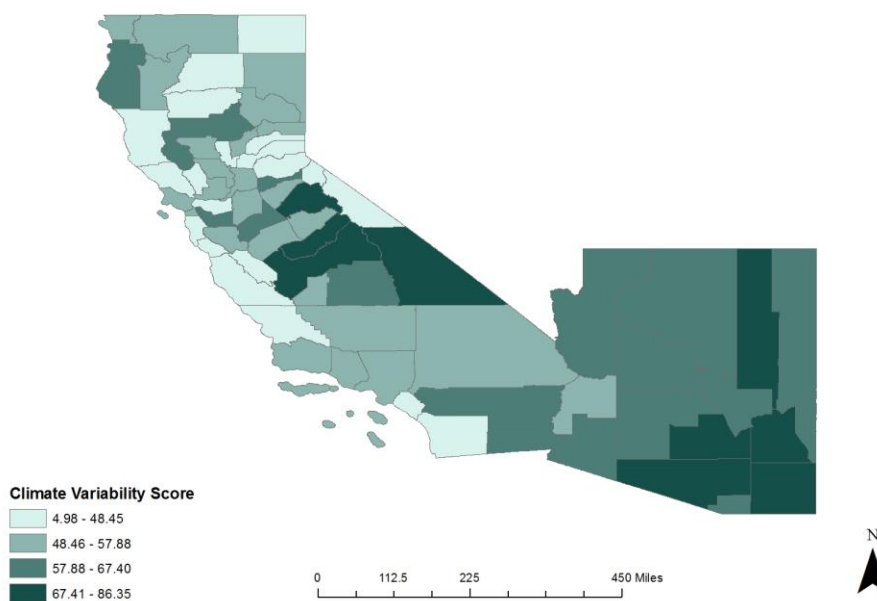 Climate Variability Score
4.98 - 48.45
48.46 - 57.88
57.88 - 67.40
67.41 - 86.35
0 112.5 225 450 Miles
N